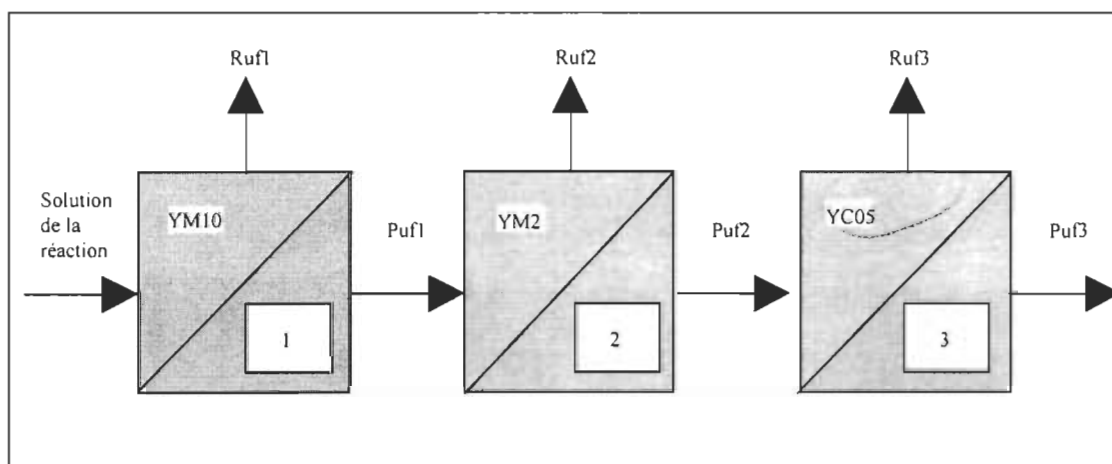 Ruf1
Ruf2
Ruf3
Solution
de la
réaction
YM10
YM2
YC05
Puf1
Puf2
Puf3
1
2
3